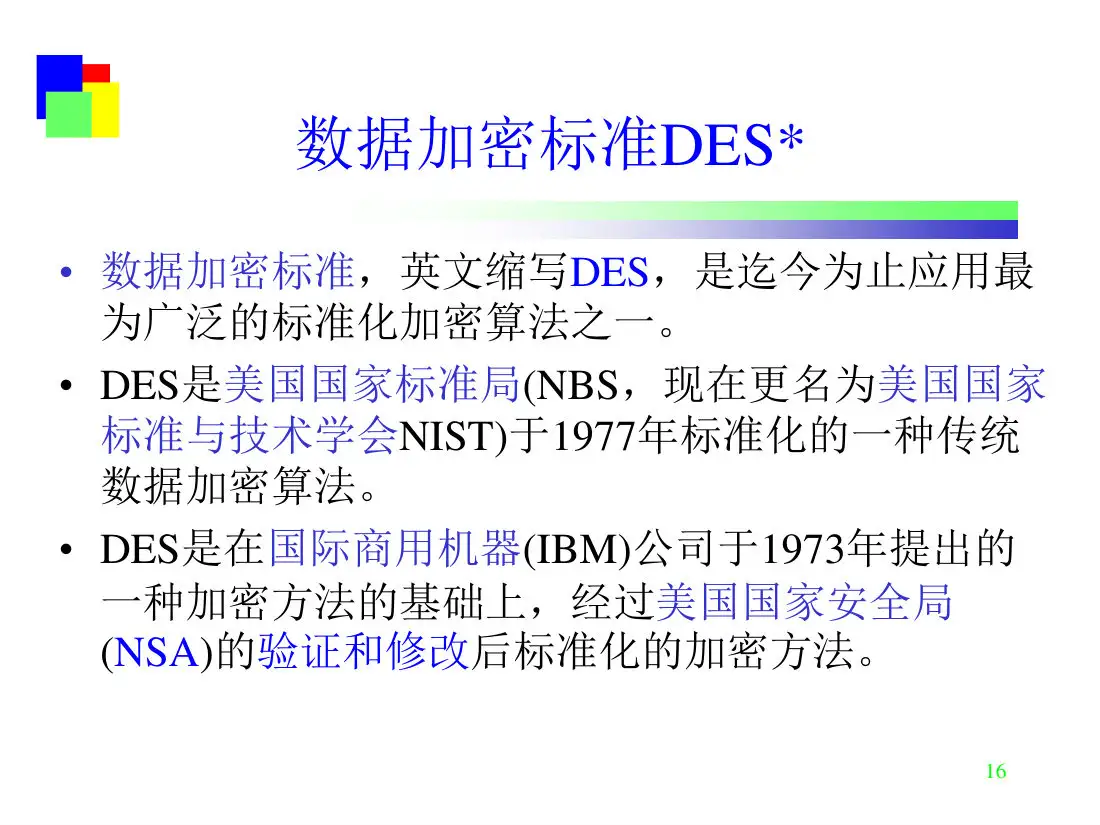 数据加密标准DES*
• 数据加密标准，英文缩写DES，是迄今为止应用最
为广泛的标准化加密算法之一。
• DES是美国国家标准局(NBS，现在更名为美国国家
标准与技术学会NIST)于1977年标准化的一种传统
数据加密算法。
• DES是在国际商用机器(IBM)公司于1973年提出的
一种加密方法的基础上，经过美国国家安全局
(NSA)的验证和修改后标准化的加密方法。
16